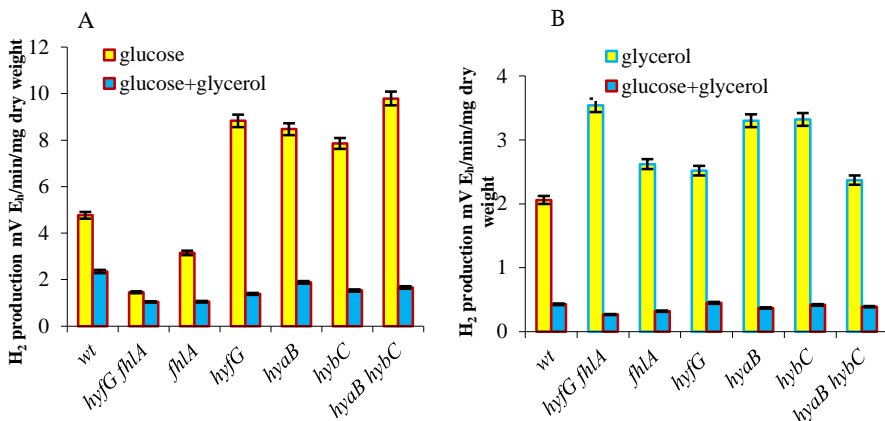 A
H₂ production mV Eₕ/min/mg dry weight
12
10
8
6
4
2
0
glucose
glucose+glycerol
wt
hyfG fhlA
fhlA
hyfG
hyaB
hybC
hyaB hybC
B
H₂ production mV Eₕ/min/mg dry
weight
4
3
2
1
0
glycerol
glucose+glycerol
wt
hyfG fhlA
fhlA
hyfG
hyaB
hybC
hyaB hybC